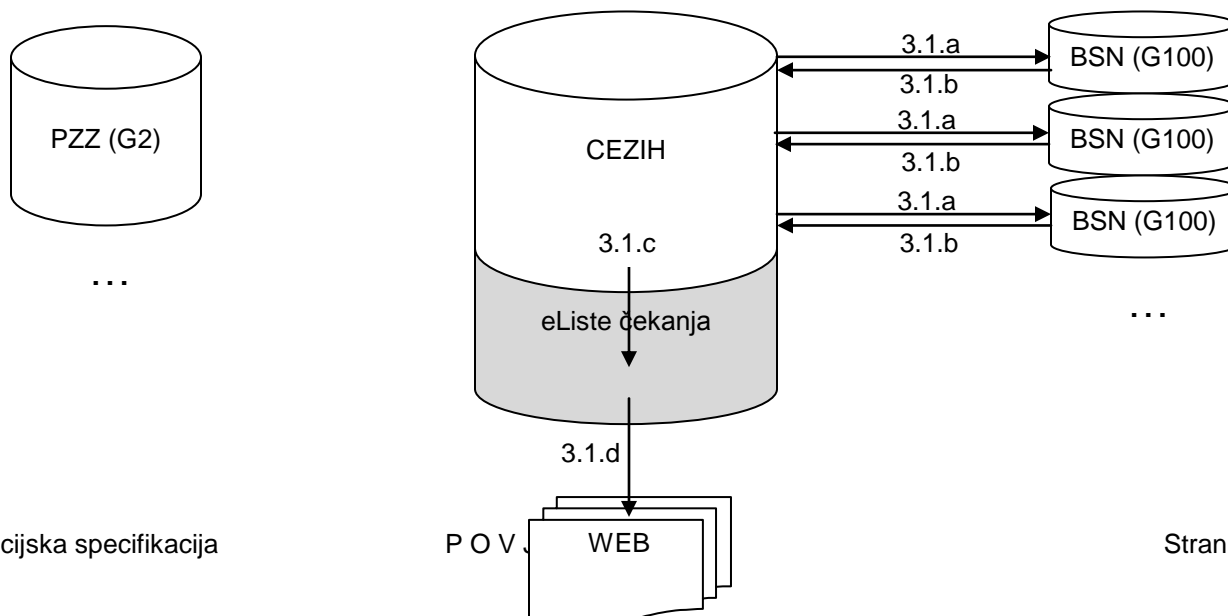 3.1.a
BSN (G100)
3.1.b
PZZ (G2)
CEZIH
3.1.a
BSN (G100)
3.1.b
3.1.a
BSN (G100)
3.1.b
3.1.c
...
eListe čekanja
...
3.1.d
cijska specifikacija
P O V
WEB
Stran